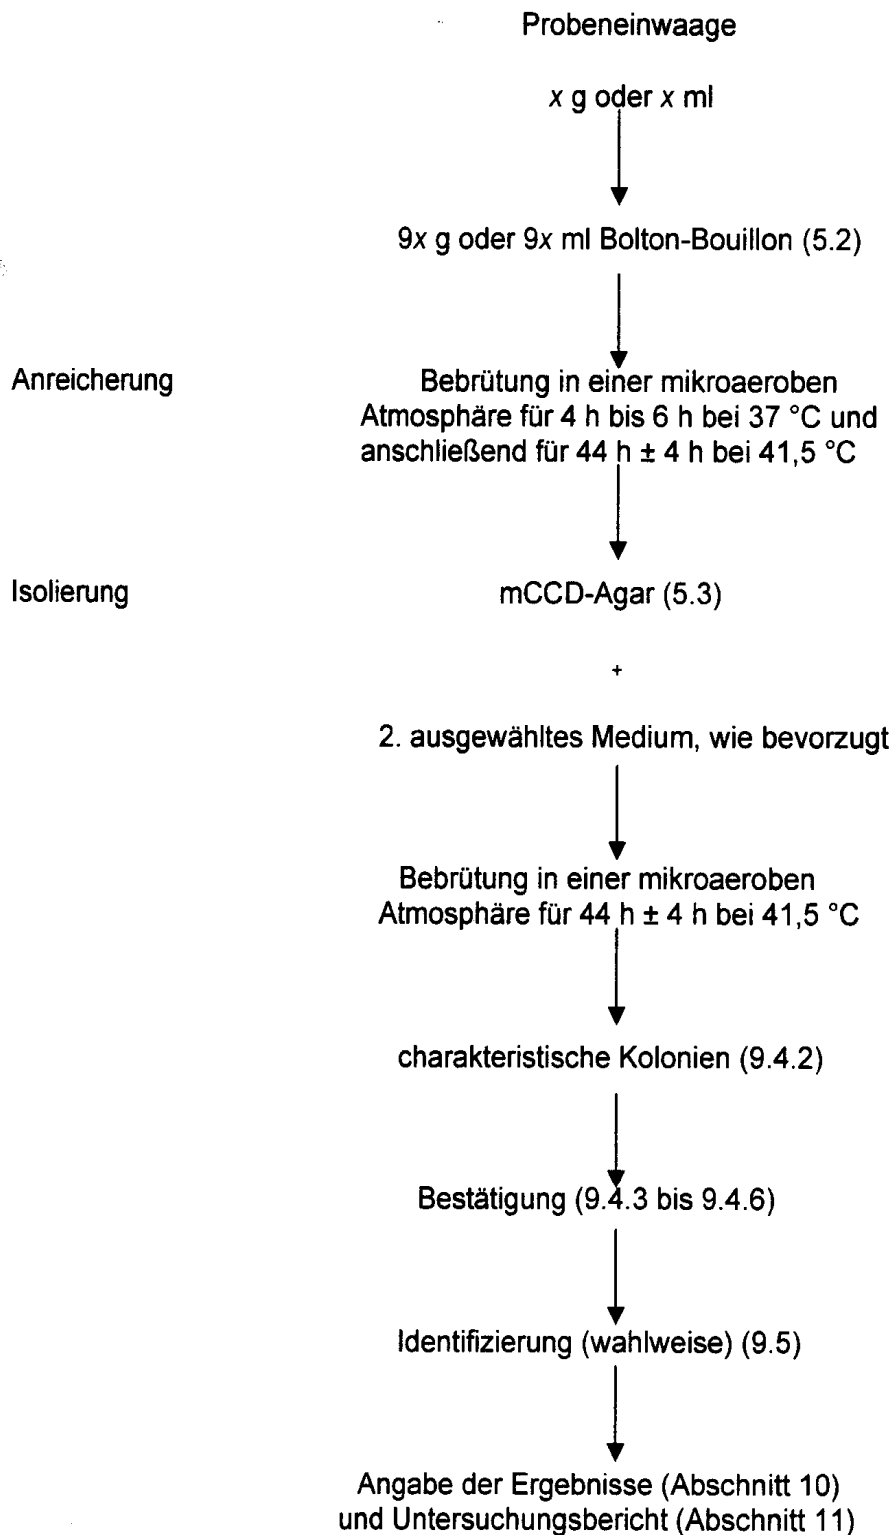 Probeneinwaage
x g oder x ml
9x g oder 9x ml Bolton-Bouillon (5.2)
Anreicherung
Bebrütung in einer mikroaeroben
Atmosphäre für 4 h bis 6 h bei 37 °C und
anschließend für 44 h ± 4 h bei 41,5 °C
Isolierung
mCCD-Agar (5.3)
+
2. ausgewähltes Medium, wie bevorzugt
Bebrütung in einer mikroaeroben
Atmosphäre für 44 h ± 4 h bei 41,5 °C
charakteristische Kolonien (9.4.2)
Bestätigung (9.4.3 bis 9.4.6)
Identifizierung (wahlweise) (9.5)
Angabe der Ergebnisse (Abschnitt 10)
und Untersuchungsbericht (Abschnitt 11)